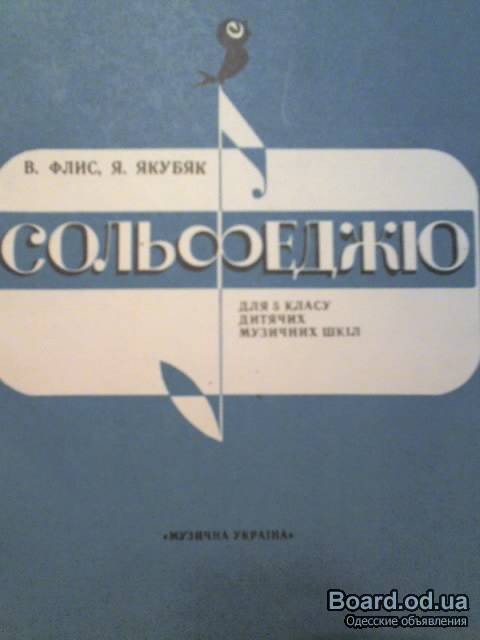 В. ФЛИС, Я. ЯКУБЯК
СОЛЬФЕДЖІО
ДЛЯ 5 КЛАСУ
ДИТЯЧИХ
МУЗИЧНИХ ШКІЛ
«МУЗИЧНА УКРАЇНА»
Board.od.ua
Одесские объявления